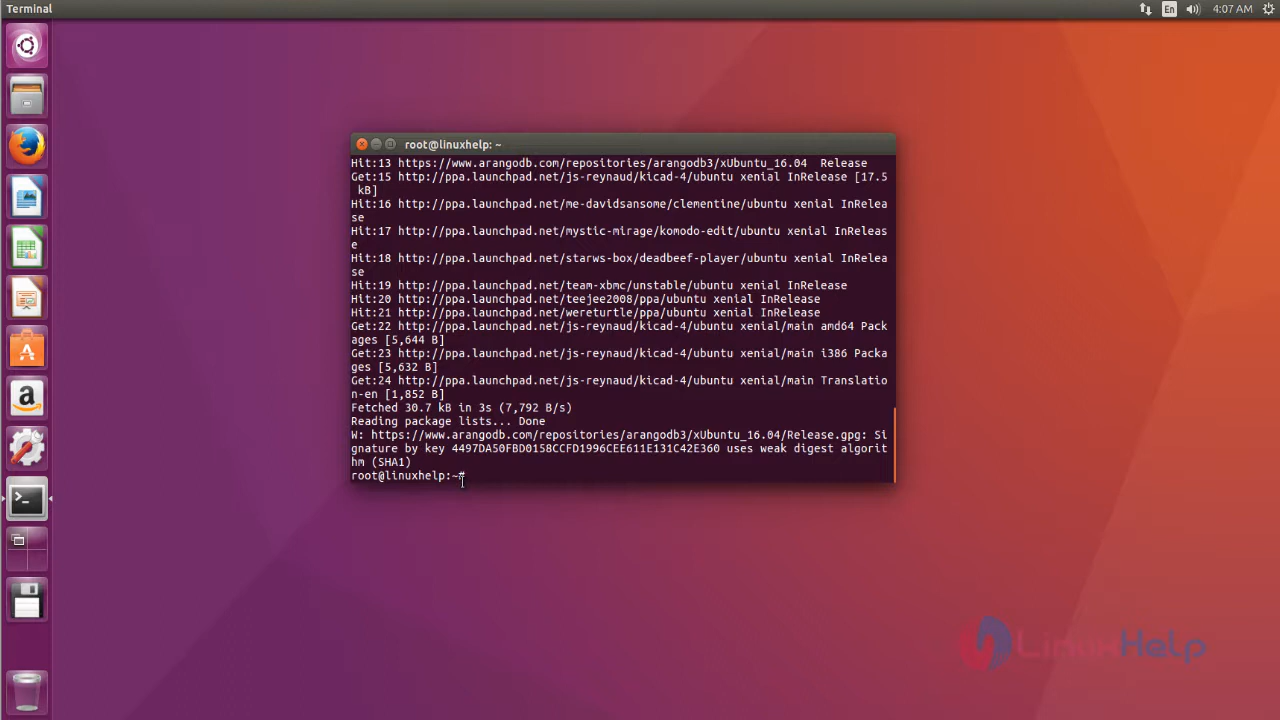 Terminal
En
4:07 AM
root@linuxhelp: ~
Hit:13 https://www.arangodb.com/repositories/arangodb3/xUbuntu_16.04  Release
Get:15 http://ppa.launchpad.net/js-reynaud/kicad-4/ubuntu xenial InRelease [17.5
 kB]
Hit:16 http://ppa.launchpad.net/me-davidsansome/clementine/ubuntu xenial InRelea
se
Hit:17 http://ppa.launchpad.net/mystic-mirage/komodo-edit/ubuntu xenial InReleas
e
Hit:18 http://ppa.launchpad.net/starws-box/deadbeef-player/ubuntu xenial InRelea
se
Hit:19 http://ppa.launchpad.net/team-xbmc/unstable/ubuntu xenial InRelease
Hit:20 http://ppa.launchpad.net/teejee2008/ppa/ubuntu xenial InRelease
Hit:21 http://ppa.launchpad.net/wereturtle/ppa/ubuntu xenial InRelease
Get:22 http://ppa.launchpad.net/js-reynaud/kicad-4/ubuntu xenial/main amd64 Pack
ages [5,644 B]
Get:23 http://ppa.launchpad.net/js-reynaud/kicad-4/ubuntu xenial/main i386 Packa
ges [5,632 B]
Get:24 http://ppa.launchpad.net/js-reynaud/kicad-4/ubuntu xenial/main Translatio
n-en [1,852 B]
Fetched 30.7 kB in 3s (7,792 B/s)
Reading package lists... Done
W: https://www.arangodb.com/repositories/arangodb3/xUbuntu_16.04/Release.gpg: Si
gnature by key 4497DA50FBD0158CCFD1996CEE611E131C42E360 uses weak digest algorit
hm (SHA1)
root@linuxhelp:~#
LinuxHelp